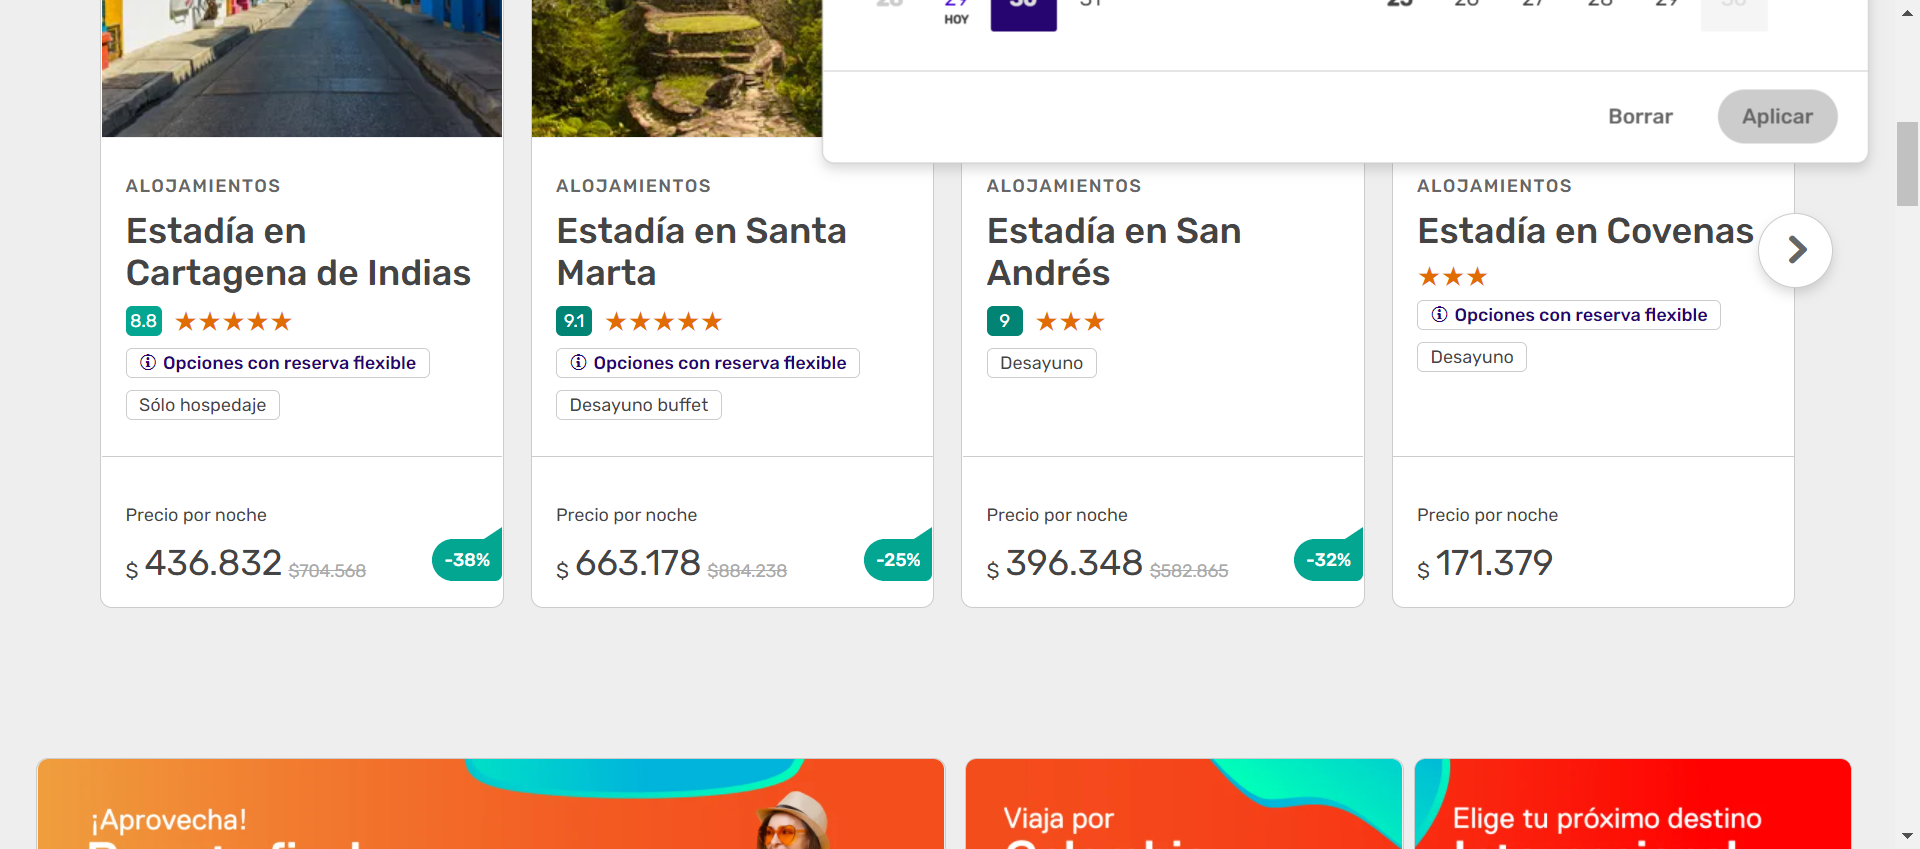 28 29 30 31 25 26 27 28 29 30
HOY
Borrar Aplicar
ALOJAMIENTOS
Estadía en
Cartagena de Indias
8.8
Opciones con reserva flexible
Sólo hospedaje
Precio por noche
$ 436.832 $704.568 -38%
ALOJAMIENTOS
Estadía en Santa
Marta
9.1
Opciones con reserva flexible
Desayuno buffet
Precio por noche
$ 663.178 $884.238 -25%
ALOJAMIENTOS
Estadía en San
Andrés
9
Desayuno
Precio por noche
$ 396.348 $582.865 -32%
ALOJAMIENTOS
Estadía en Covenas
Opciones con reserva flexible
Desayuno
Precio por noche
$ 171.379
¡Aprovecha!
Viaja por
Elige tu próximo destino